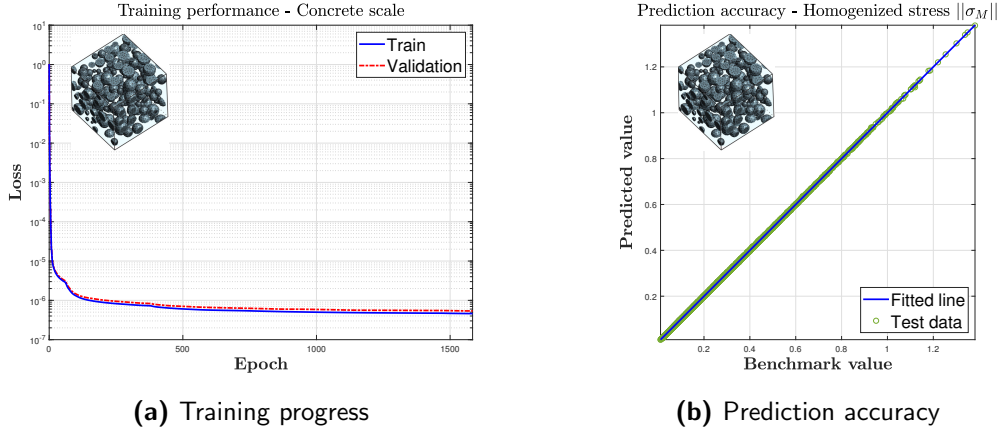 Training performance - Concrete scale
10^1
10^0
10^-1
10^-2
10^-3
10^-4
10^-5
10^-6
10^-7
Loss
Train
Validation
0
500
1000
1500
Epoch
(a) Training progress
Prediction accuracy - Homogenized stress ||σ_M||
1.2
1
0.8
0.6
0.4
0.2
Predicted value
Fitted line
Test data
0.2
0.4
0.6
0.8
1
1.2
Benchmark value
(b) Prediction accuracy